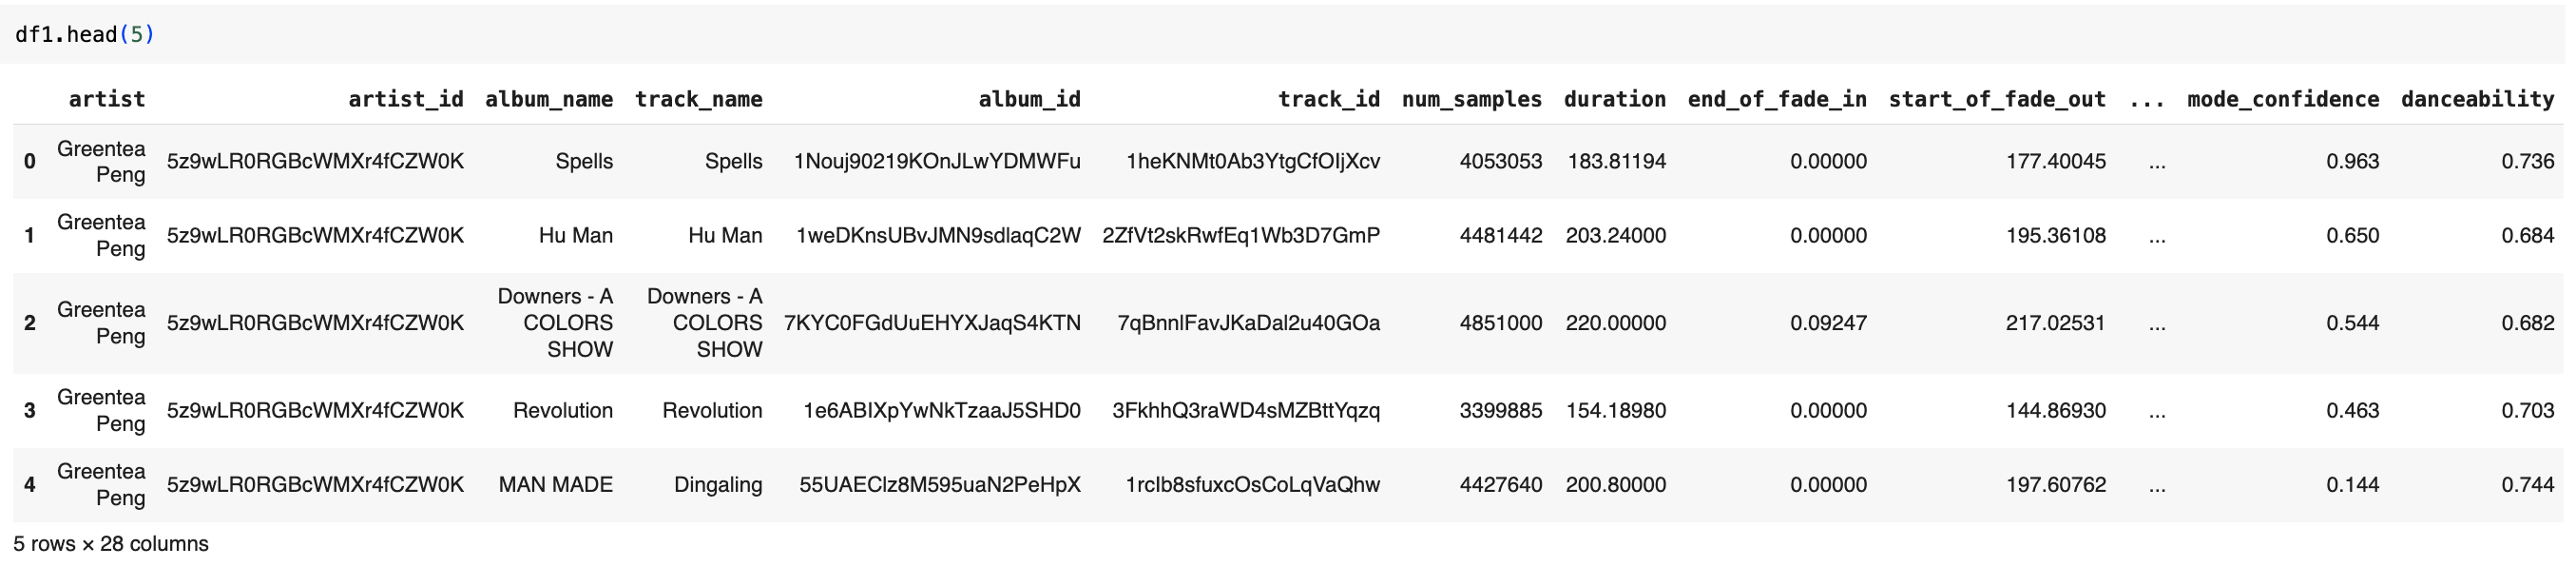 df1.head(5)
artist artist_id album_name track_name album_id track_id num_samples duration end_of_fade_in start_of_fade_out ... mode_confidence danceability
0 Greentea Peng 5z9wLR0RGBcWMXr4fCZW0K Spells Spells 1Nouj90219KOnJLwYDMWFu 1heKNMt0Ab3YtgCfOIjXcv 4053053 183.81194 0.00000 177.40045 ... 0.963 0.736
1 Greentea Peng 5z9wLR0RGBcWMXr4fCZW0K Hu Man Hu Man 1weDKnsUBvJMN9sdlaqC2W 2ZfVt2skRwfEq1Wb3D7GmP 4481442 203.24000 0.00000 195.36108 ... 0.650 0.684
2 Greentea Peng 5z9wLR0RGBcWMXr4fCZW0K Downers - A COLORS SHOW Downers - A COLORS SHOW 7KYC0FGdUuEHYXJaqS4KTN 7qBnnlFavJKaDal2u40GOa 4851000 220.00000 0.09247 217.02531 ... 0.544 0.682
3 Greentea Peng 5z9wLR0RGBcWMXr4fCZW0K Revolution Revolution 1e6ABIXpYwNkTzaaJ5SHD0 3FkhhQ3raWD4sMZBttYqzq 3399885 154.18980 0.00000 144.86930 ... 0.463 0.703
4 Greentea Peng 5z9wLR0RGBcWMXr4fCZW0K MAN MADE Dingaling 55UAEClz8M595uaN2PeHpX 1rclb8sfuxcOsCoLqVaQhw 4427640 200.80000 0.00000 197.60762 ... 0.144 0.744
5 rows × 28 columns